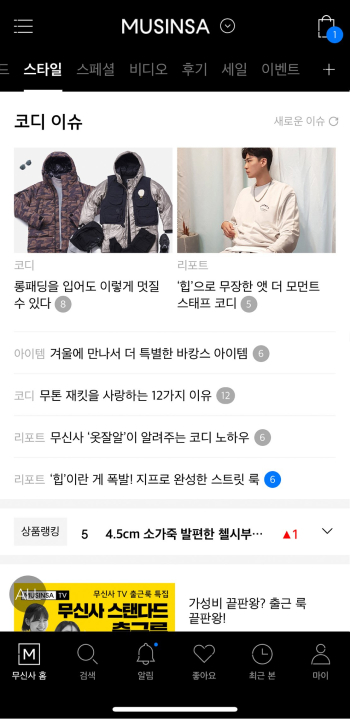 MUSINSA
1
드 스타일 스페셜 비디오 후기 세일 이벤트 +
코디 이슈
새로운 이슈
코디
롱패딩을 입어도 이렇게 멋질
수 있다 8
리포트
‘힙’으로 무장한 앳 더 모먼트
스태프 코디 5
아이템 겨울에 만나서 더 특별한 바캉스 아이템 6
코디 무톤 재킷을 사랑하는 12가지 이유 12
리포트 무신사 ‘옷잘알’이 알려주는 코디 노하우 6
리포트 ‘힙’이란 게 폭발! 지프로 완성한 스트릿 룩 6
상품랭킹 5 4.5cm 소가죽 발편한 첼시부… ▲1
MUSINSA TV
무신사 TV 출근룩 특집
무신사 스탠다드
출근룩
가성비 끝판왕? 출근 룩
끝판왕!
M
무신사 홈 검색 알림 좋아요 최근 본 마이